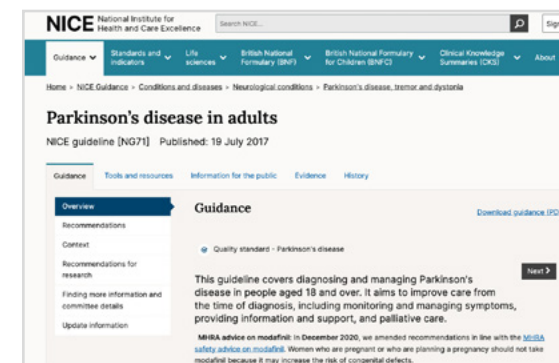 NICE National Institute for
Health and Care Excellence
Search NICE...
Sign
Guidance
Standards and
indicators
Life
sciences
British National
Formulary (BNF)
British National Formulary
for Children (BNFC)
Clinical Knowledge
Summaries (CKS)
About
Home > NICE Guidance > Conditions and diseases > Neurological conditions > Parkinson's disease, tremor and dystonia
Parkinson's disease in adults
NICE guideline [NG71] Published: 19 July 2017
Guidance Tools and resources Information for the public Evidence History
Overview
Recommendations
Context
Recommendations for
research
Finding more information and
committee details
Update information
Guidance
Download guidance (PDF
Quality standard - Parkinson's disease
Next >
This guideline covers diagnosing and managing Parkinson's
disease in people aged 18 and over. It aims to improve care from
the time of diagnosis, including monitoring and managing symptoms,
providing information and support, and palliative care.
MHRA advice on modafinil: In December 2020, we amended recommendations in line with the MHRA
safety advice on modafinil. Women who are pregnant or who are planning a pregnancy should not take
modafinil because it may increase the risk of congenital defects.